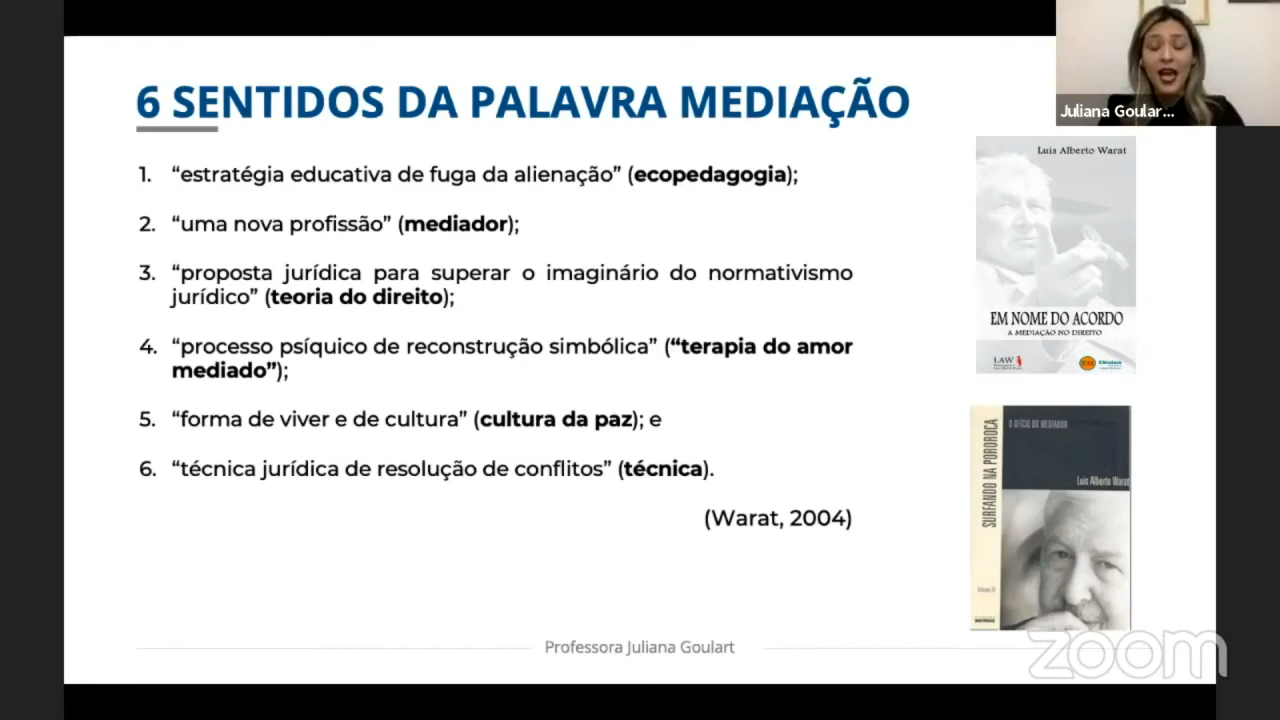 6 SENTIDOS DA PALAVRA MEDIAÇÃO
Juliana Goular...
1. “estratégia educativa de fuga da alienação” (ecopedagogia);
2. “uma nova profissão” (mediador);
3. “proposta jurídica para superar o imaginário do normativismo
jurídico” (teoria do direito);
4. “processo psíquico de reconstrução simbólica” (“terapia do amor
mediado”);
5. “forma de viver e de cultura” (cultura da paz); e
6. “técnica jurídica de resolução de conflitos” (técnica).
(Warat, 2004)
Luis Alberto Warat
EM NOME DO ACORDO
A MEDIAÇÃO NO DIREITO
LAW
SURFANDO NA POROROCA
O OFÍCIO DO MEDIADOR
Luis Alberto Warat
Professora Juliana Goulart
zoom